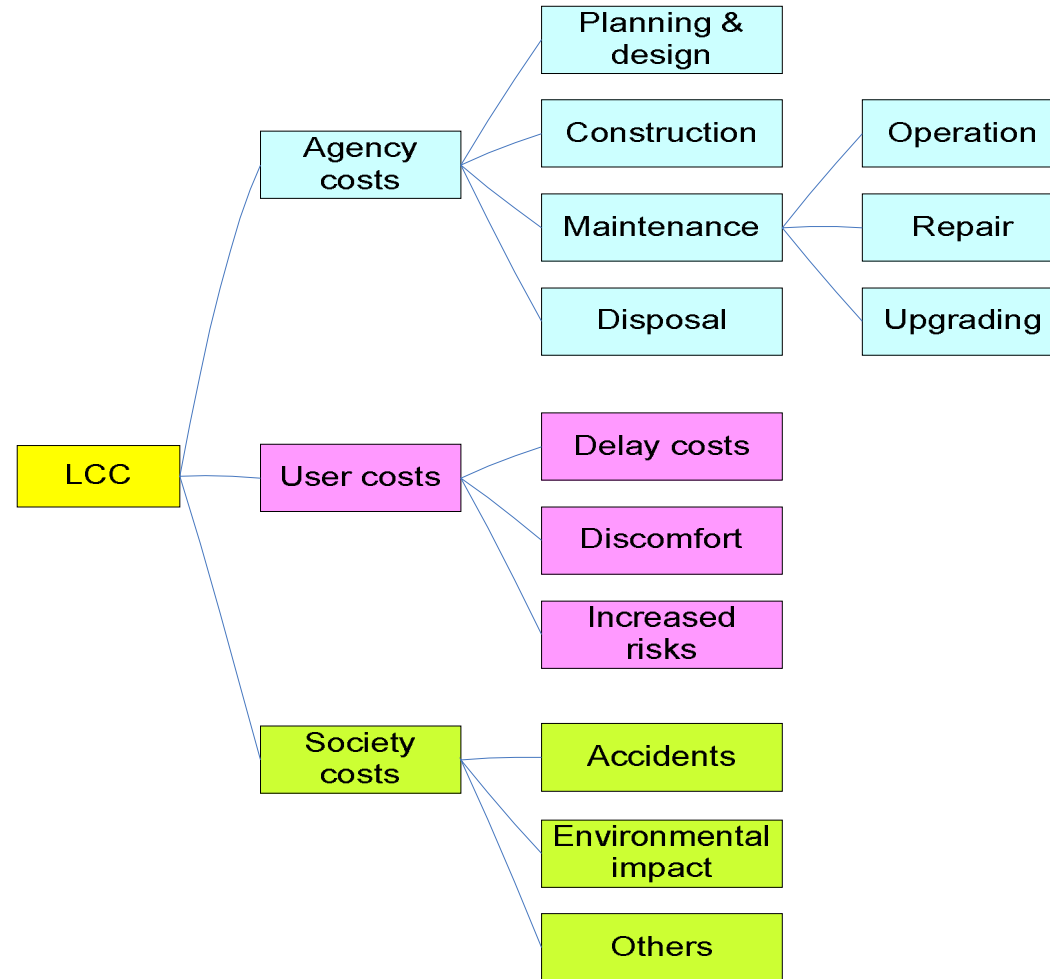 Planning &
design
Agency
costs
Construction
Operation
Maintenance
Repair
Disposal
Upgrading
LCC
User costs
Delay costs
Discomfort
Increased
risks
Society
costs
Accidents
Environmental
impact
Others